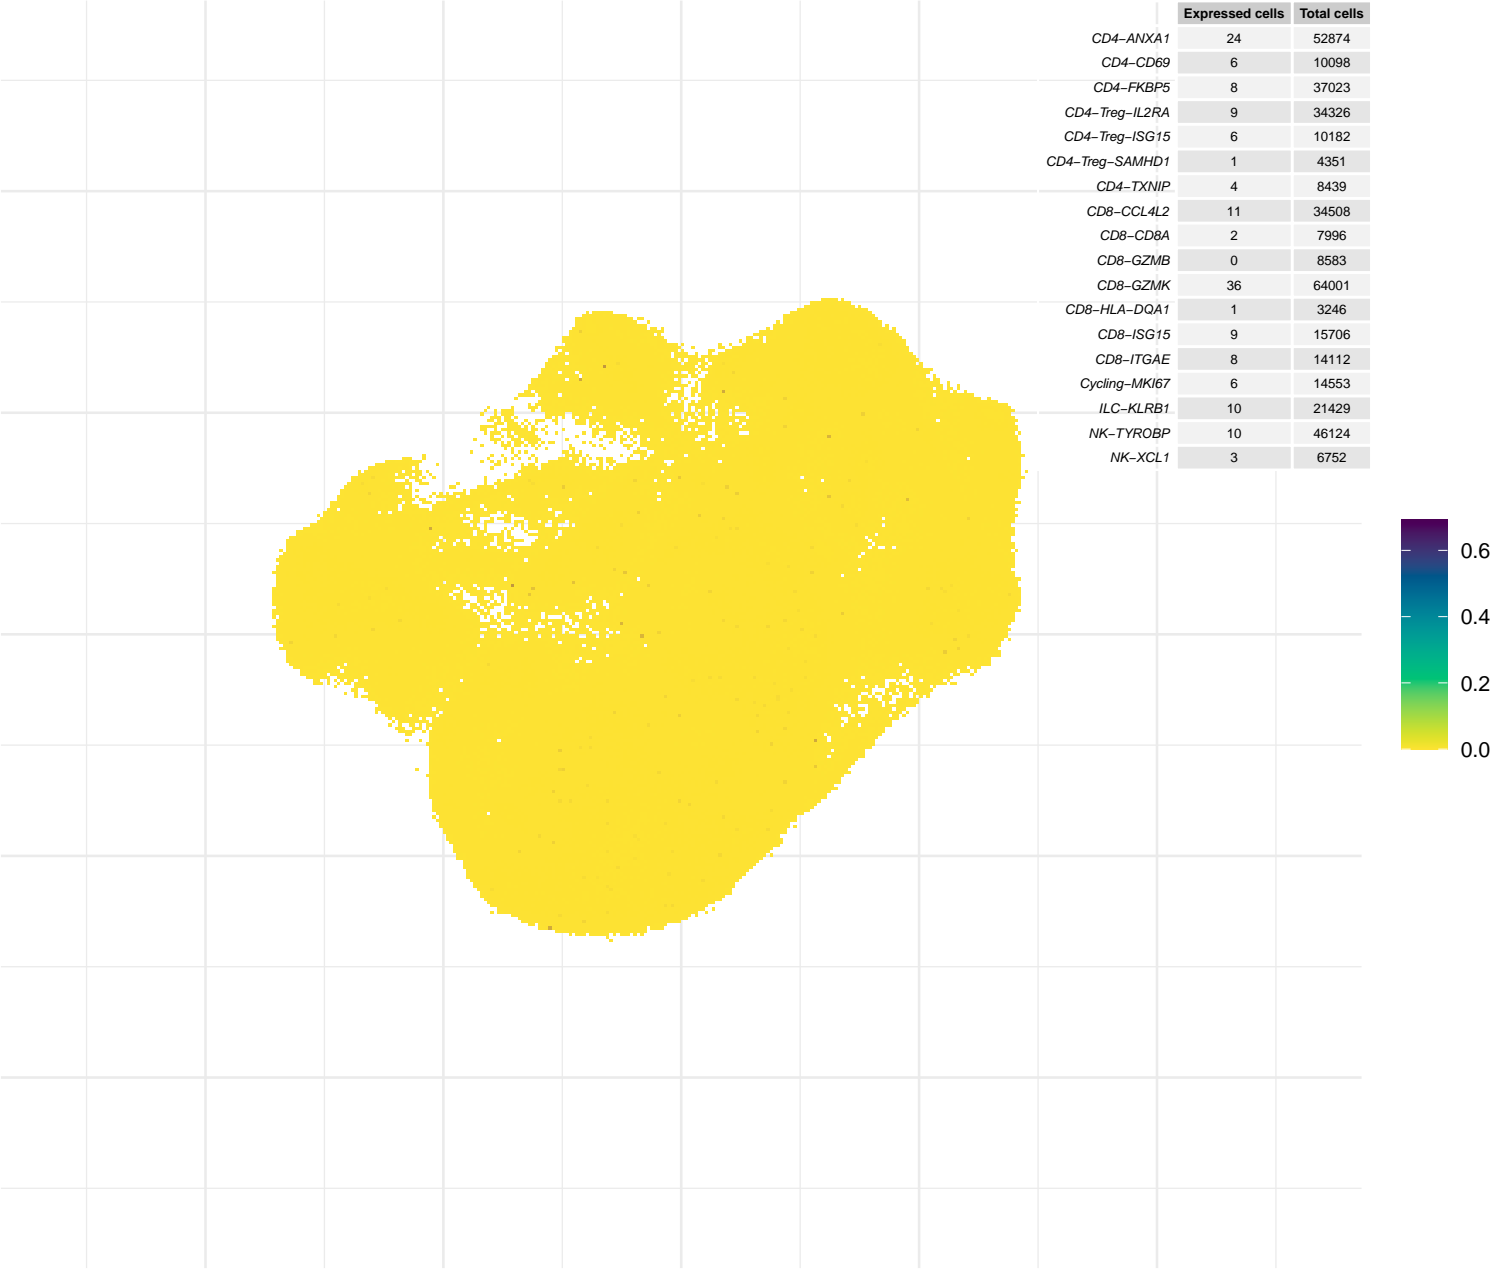 Expressed cells Total cells
CD4−ANXA1 24 52874
CD4−CD69 6 10098
CD4−FKBP5 8 37023
CD4−Treg−IL2RA 9 34326
CD4−Treg−ISG15 6 10182
CD4−Treg−SAMHD1 1 4351
CD4−TXNIP 4 8439
CD8−CCL4L2 11 34508
CD8−CD8A 2 7996
CD8−GZMB 0 8583
CD8−GZMK 36 64001
CD8−HLA−DQA1 1 3246
CD8−ISG15 9 15706
CD8−ITGAE 8 14112
Cycling−MKI67 6 14553
ILC−KLRB1 10 21429
NK−TYROBP 10 46124
NK−XCL1 3 6752
0.6
0.4
0.2
0.0